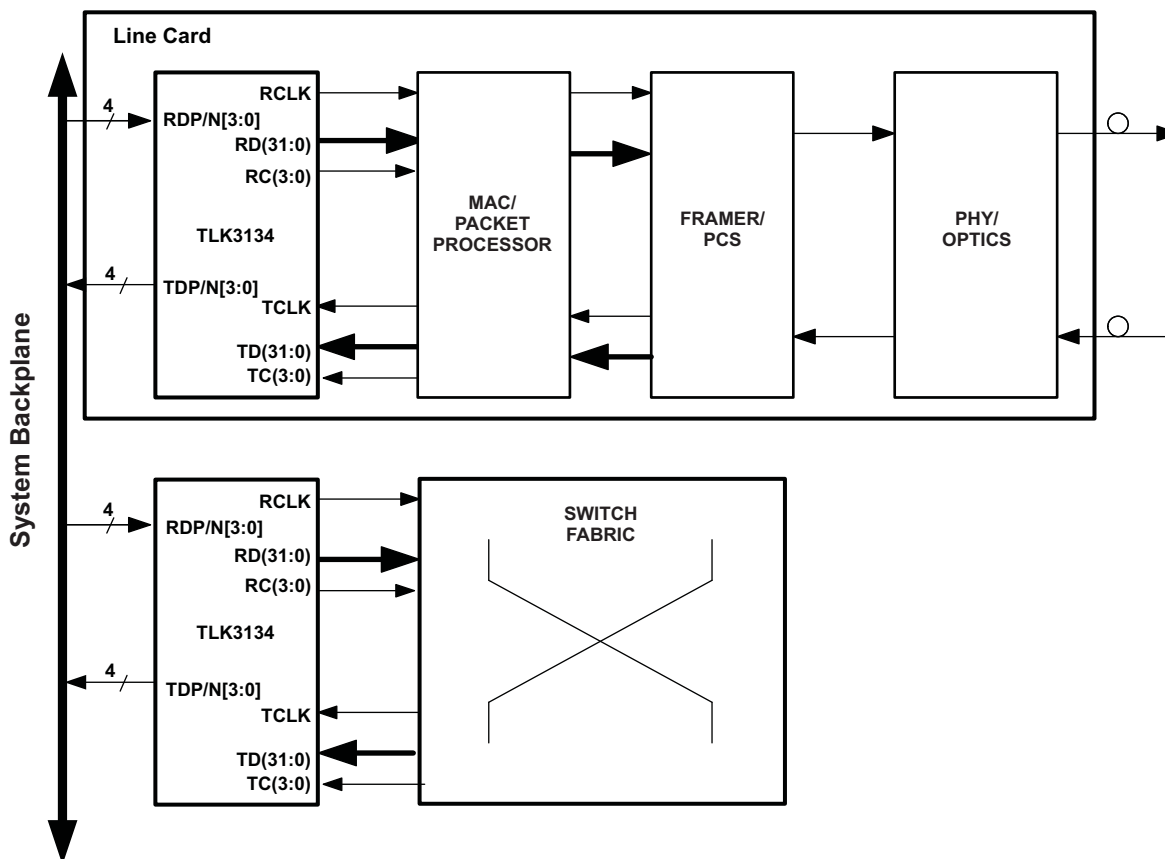 Line Card
System Backplane
4
RDP/N[3:0]
4
TDP/N[3:0]
TLK3134
RCLK
RD(31:0)
RC(3:0)
TCLK
TD(31:0)
TC(3:0)
MAC/
PACKET
PROCESSOR
FRAMER/
PCS
PHY/
OPTICS
4
RDP/N[3:0]
4
TDP/N[3:0]
TLK3134
RCLK
RD(31:0)
RC(3:0)
TCLK
TD(31:0)
TC(3:0)
SWITCH
FABRIC